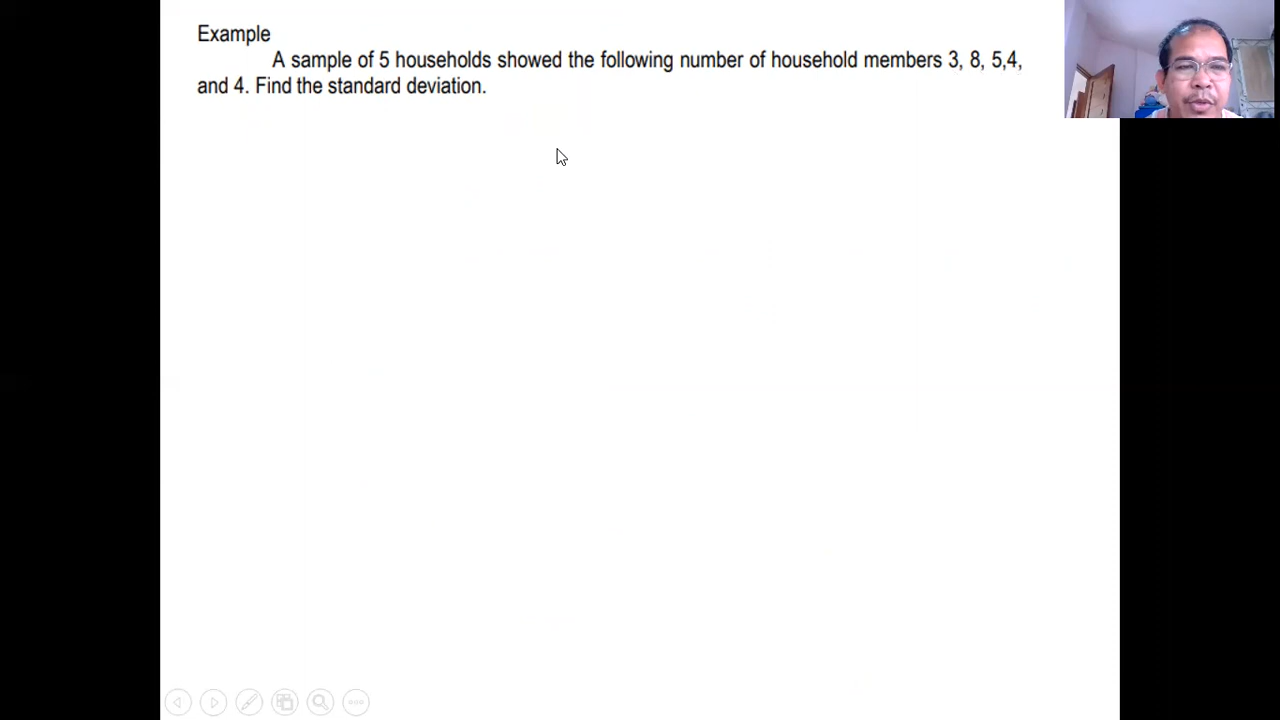 Example
A sample of 5 households showed the following number of household members 3, 8, 5,4,
and 4. Find the standard deviation.